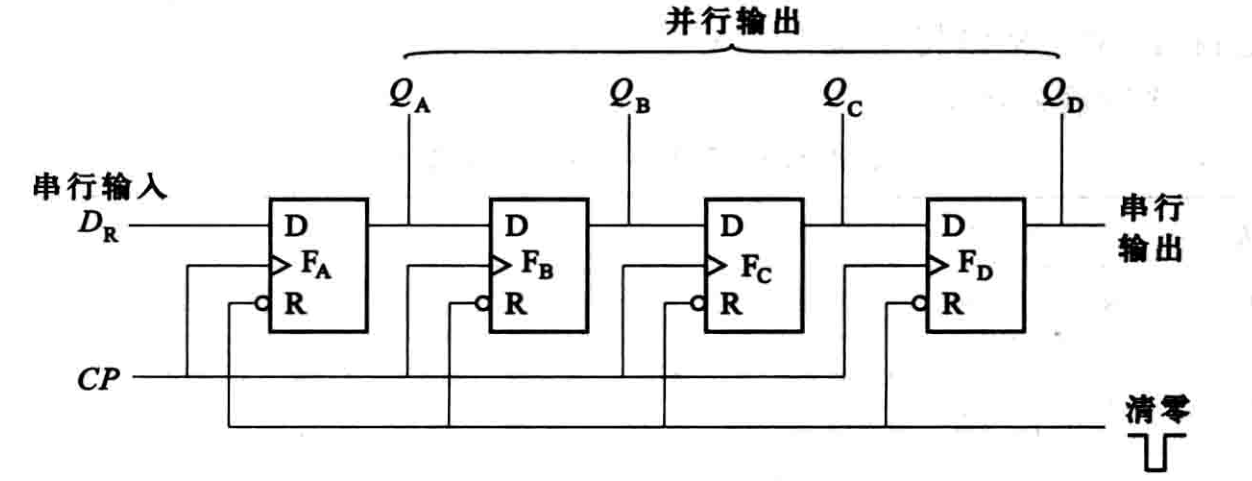 并行输出
Q_A Q_B Q_C Q_D
串行输入
D_R
D D D D
F_A F_B F_C F_D
R R R R
串行
输出
CP
清零